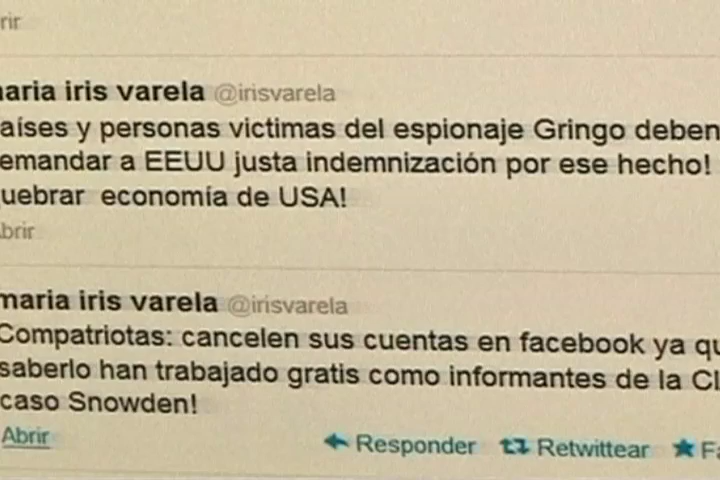 rir
maria iris varela @irisvarela
aíses y personas victimas del espionaje Gringo deben
emandar a EEUU justa indemnización por ese hecho!
uebrar economía de USA!
brir
maria iris varela @irisvarela
Compatriotas: cancelen sus cuentas en facebook ya qu
saberlo han trabajado gratis como informantes de la CI
caso Snowden!
Abrir Responder Retwittear Fa